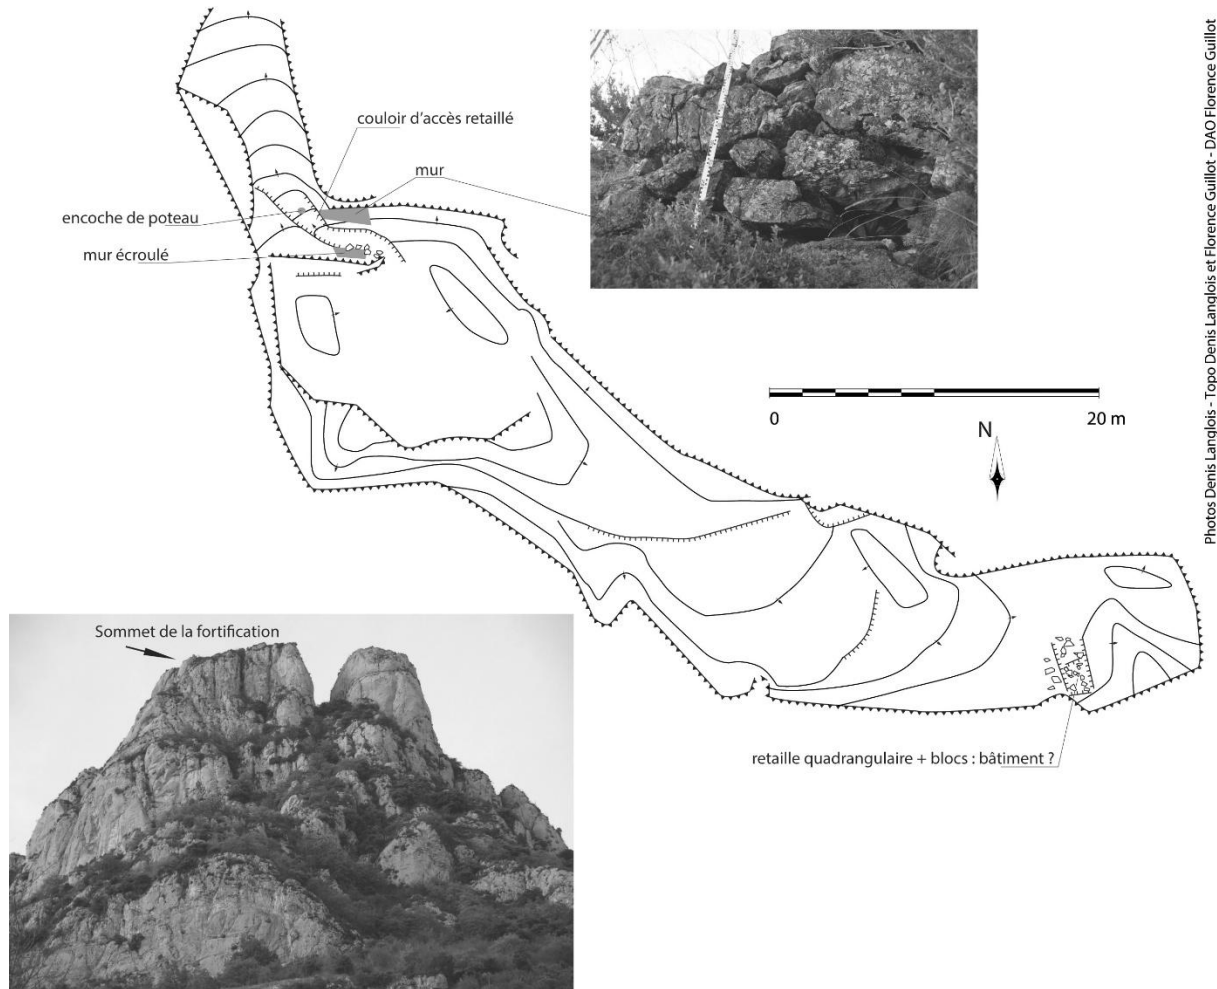 couloir d'accès retaillé
mur
encoche de poteau
mur écroulé
0
20 m
N
Sommet de la fortification
retaille quadrangulaire + blocs : bâtiment ?
Photos Denis Langlois - Topo Denis Langlois et Florence Guillot - DAO Florence Guillot